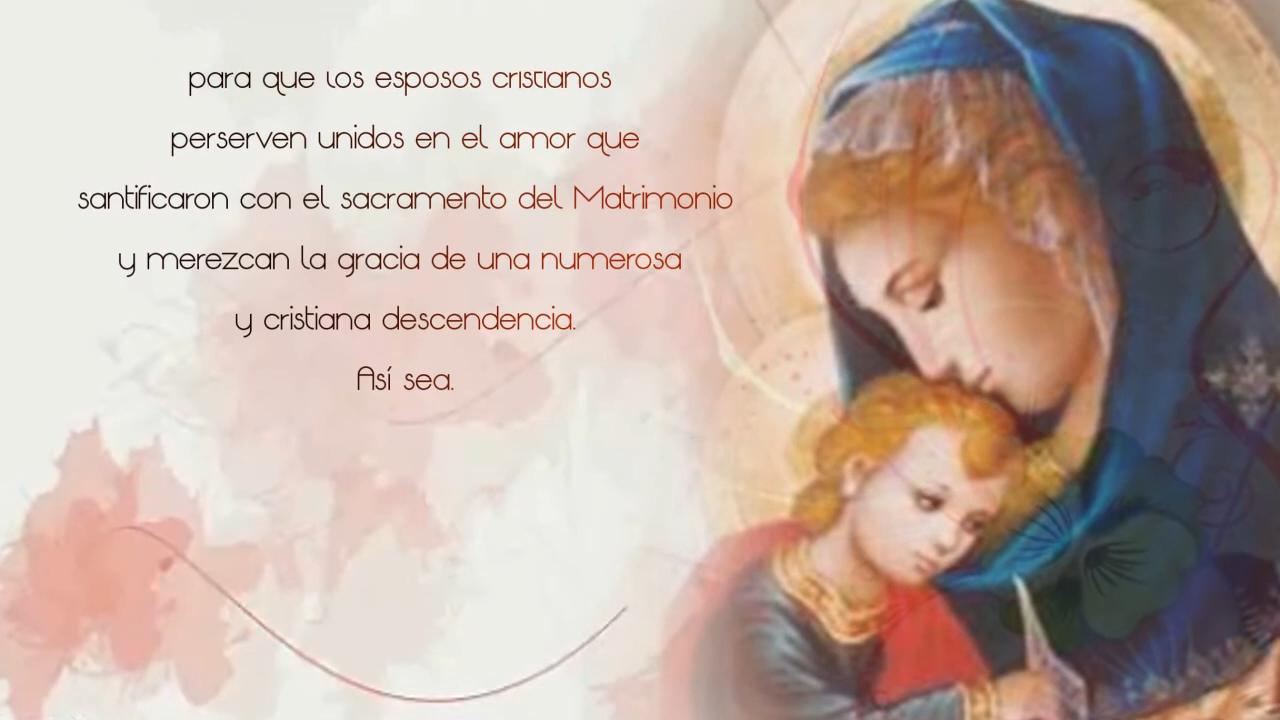 para que los esposos cristianos
perserven unidos en el amor que
santificaron con el sacramento del Matrimonio
y merezcan la gracia de una numerosa
y cristiana descendencia.
Así sea.